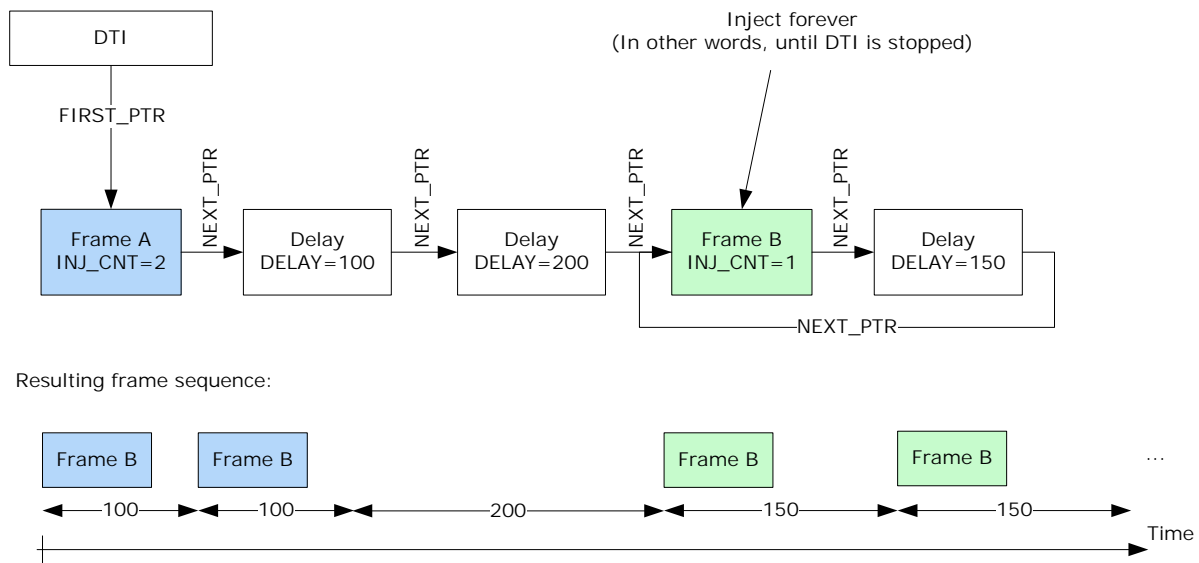 DTI
Inject forever
(In other words, until DTI is stopped)
FIRST_PTR
NEXT_PTR
NEXT_PTR
NEXT_PTR
NEXT_PTR
Frame A
INJ_CNT=2
Delay
DELAY=100
Delay
DELAY=200
Frame B
INJ_CNT=1
Delay
DELAY=150
NEXT_PTR
Resulting frame sequence:
Frame B
Frame B
Frame B
Frame B
...
100
100
200
150
150
Time